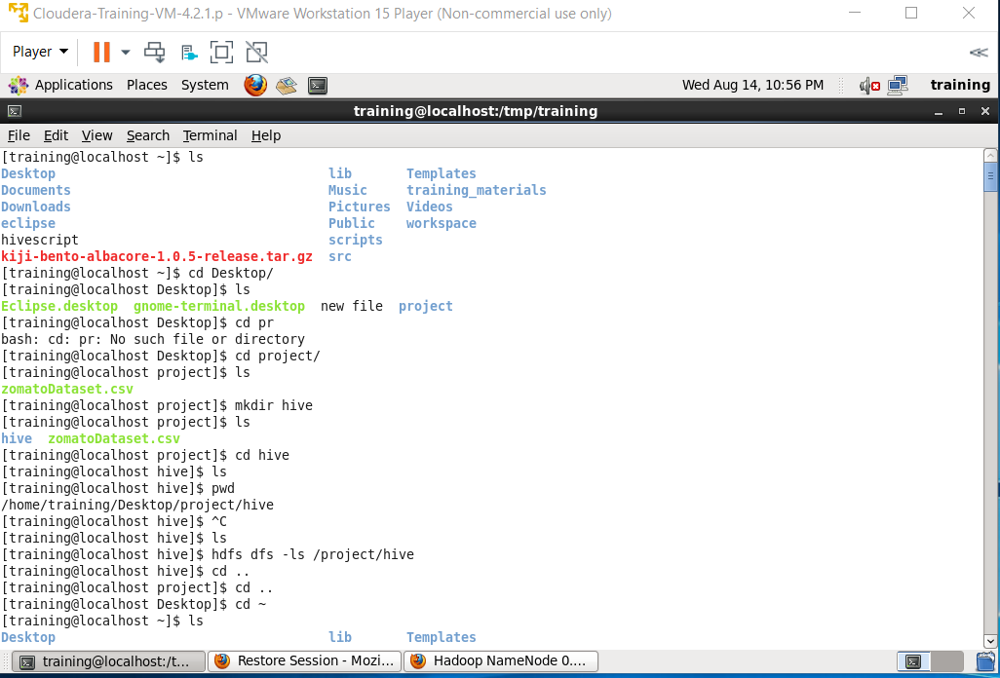 Cloudera-Training-VM-4.2.1.p - VMware Workstation 15 Player (Non-commercial use only)
Player
Applications Places System Wed Aug 14, 10:56 PM training
training@localhost:/tmp/training
File Edit View Search Terminal Help
[training@localhost ~]$ ls
Desktop lib Templates
Documents Music training_materials
Downloads Pictures Videos
eclipse Public workspace
hivescript scripts
kiji-bento-albacore-1.0.5-release.tar.gz src
[training@localhost ~]$ cd Desktop/
[training@localhost Desktop]$ ls
Eclipse.desktop gnome-terminal.desktop new file project
[training@localhost Desktop]$ cd pr
bash: cd: pr: No such file or directory
[training@localhost Desktop]$ cd project/
[training@localhost project]$ ls
zomatoDataset.csv
[training@localhost project]$ mkdir hive
[training@localhost project]$ ls
hive zomatoDataset.csv
[training@localhost project]$ cd hive
[training@localhost hive]$ ls
[training@localhost hive]$ pwd
/home/training/Desktop/project/hive
[training@localhost hive]$ ^C
[training@localhost hive]$ ls
[training@localhost hive]$ hdfs dfs -ls /project/hive
[training@localhost hive]$ cd ..
[training@localhost project]$ cd ..
[training@localhost Desktop]$ cd ~
[training@localhost ~]$ ls
Desktop lib Templates
training@localhost:/t... Restore Session - Mozi... Hadoop NameNode 0....